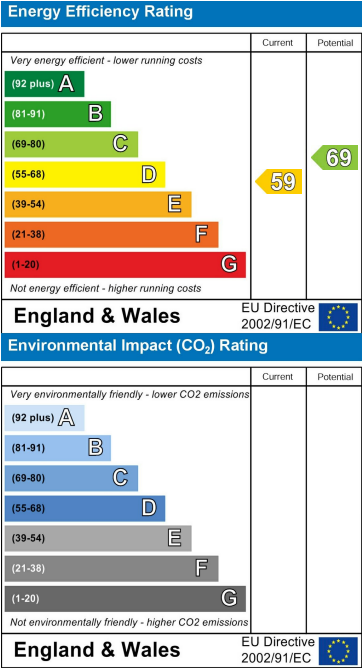 Energy Efficiency Rating
Current Potential
Very energy efficient - lower running costs
(92 plus) A
(81-91) B
(69-80) C
(55-68) D
(39-54) E
(21-38) F
(1-20) G
59
69
Not energy efficient - higher running costs
England & Wales
EU Directive
2002/91/EC
Environmental Impact (CO₂) Rating
Current Potential
Very environmentally friendly - lower CO2 emissions
(92 plus) A
(81-91) B
(69-80) C
(55-68) D
(39-54) E
(21-38) F
(1-20) G
Not environmentally friendly - higher CO2 emissions
England & Wales
EU Directive
2002/91/EC